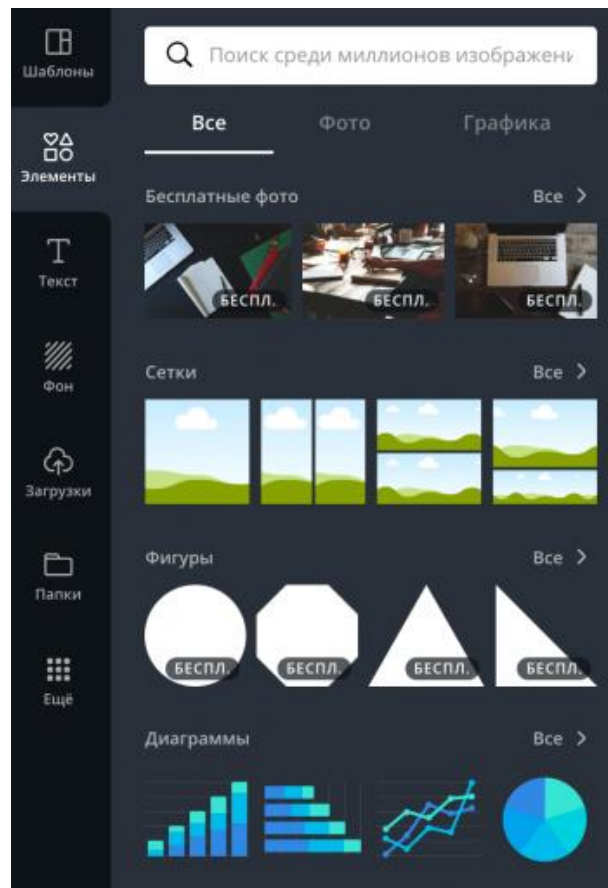 Шаблоны
Элементы
Текст
Фон
Загрузки
Папки
Ещё
Поиск среди миллионов изображени
Все Фото Графика
Бесплатные фото Все
БЕСПЛ. БЕСПЛ. БЕСПЛ.
Сетки Все
Фигуры Все
БЕСПЛ. БЕСПЛ. БЕСПЛ. БЕСПЛ.
Диаграммы Все